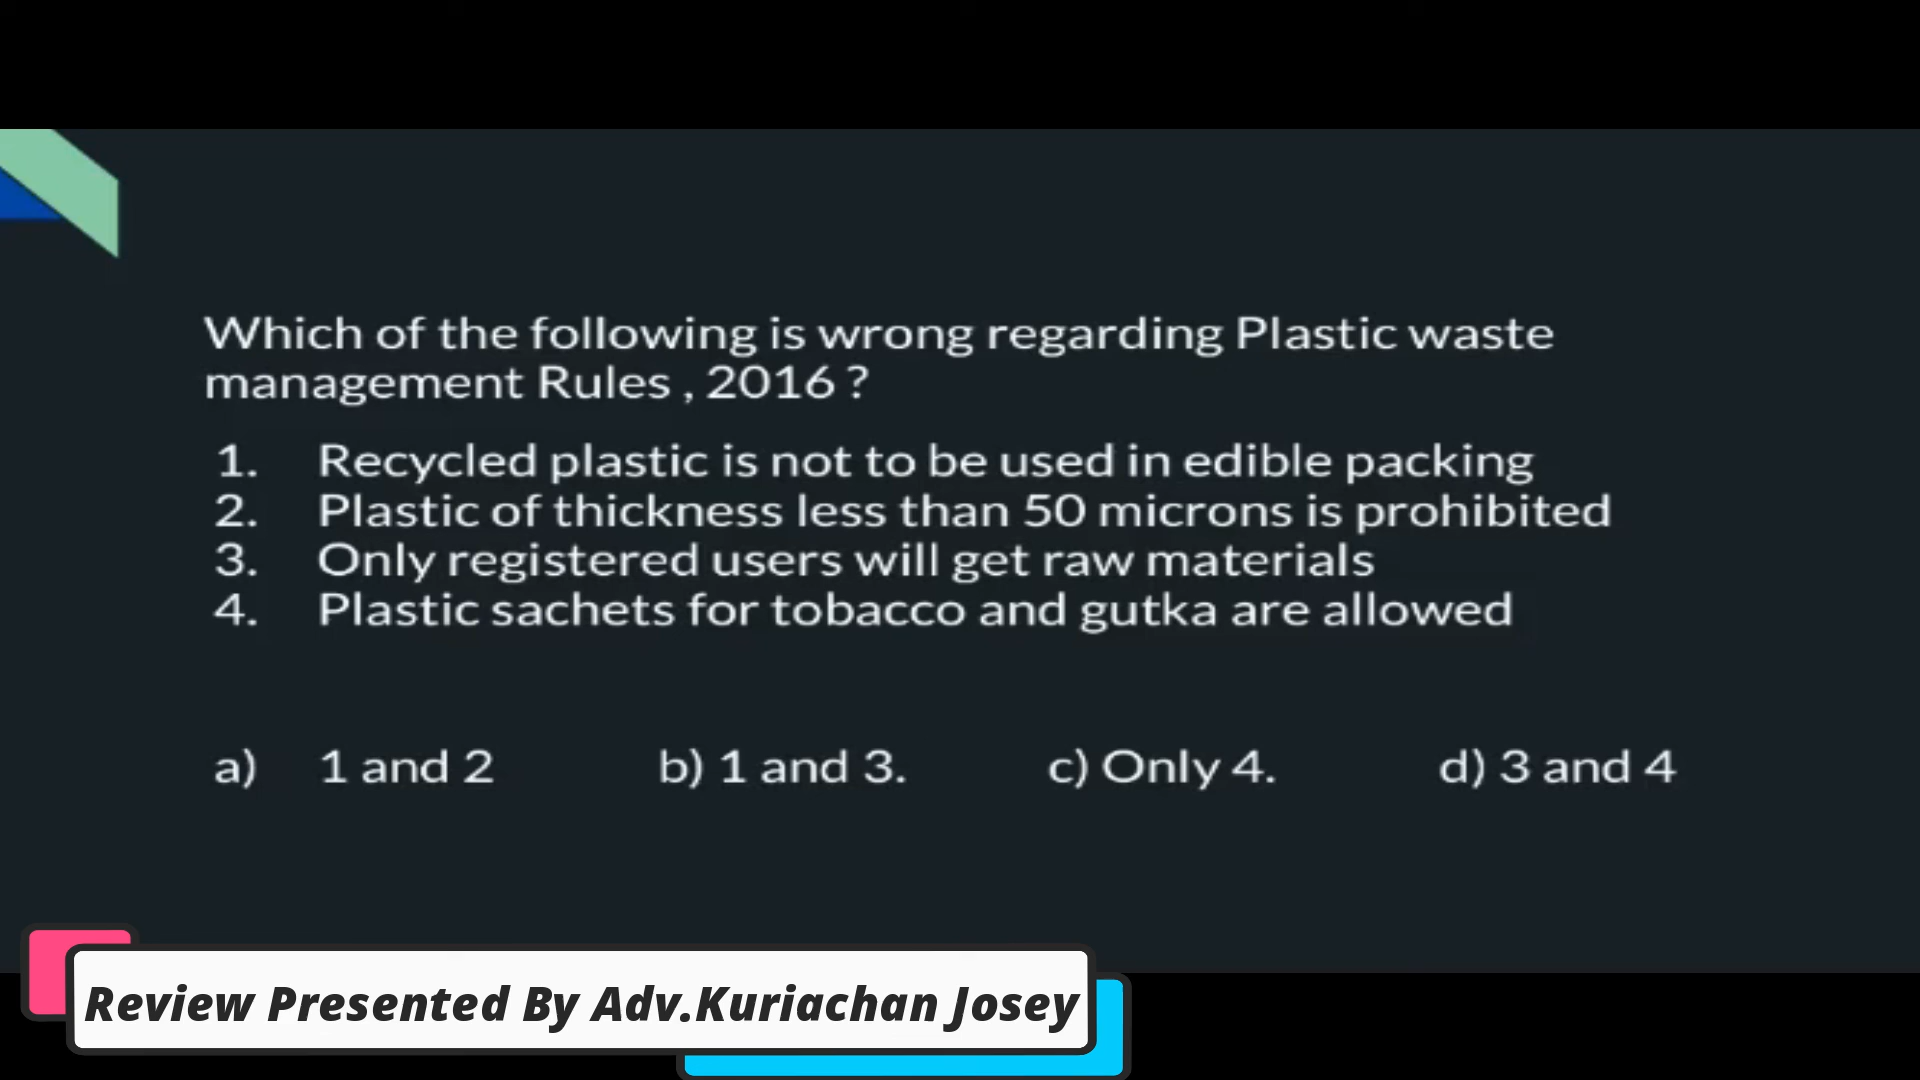 Which of the following is wrong regarding Plastic waste
management Rules , 2016 ?
1. Recycled plastic is not to be used in edible packing
2. Plastic of thickness less than 50 microns is prohibited
3. Only registered users will get raw materials
4. Plastic sachets for tobacco and gutka are allowed
a) 1 and 2 b) 1 and 3. c) Only 4. d) 3 and 4
Review Presented By Adv.Kuriachan Josey